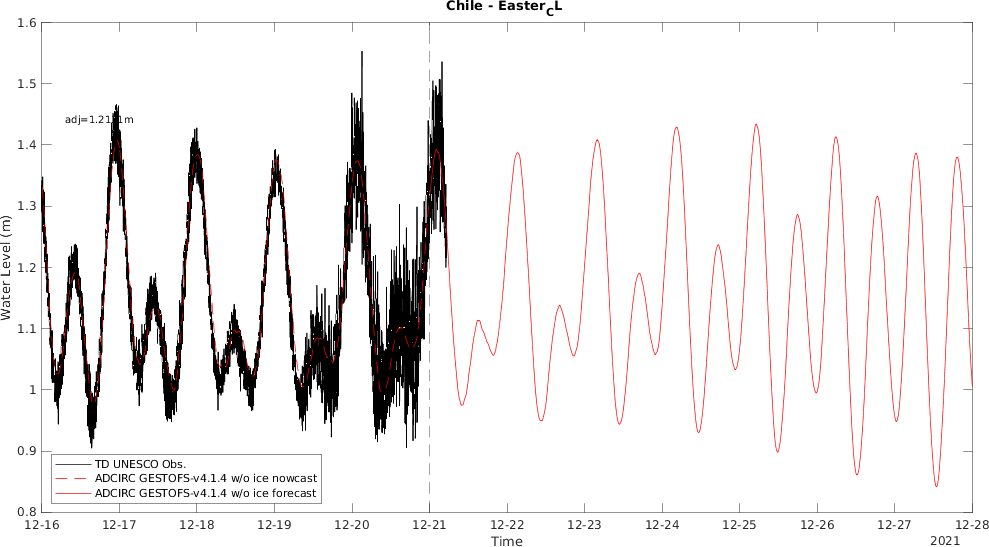 Chile - Easter_CL
1.6
1.5
1.4
1.3
1.2
1.1
1
0.9
0.8
Water Level (m)
TD UNESCO Obs.
ADCIRC GESTOFS-v4.1.4 w/o ice nowcast
ADCIRC GESTOFS-v4.1.4 w/o ice forecast
12-16 12-17 12-18 12-19 12-20 12-21 12-22 12-23 12-24 12-25 12-26 12-27 12-28
Time
2021